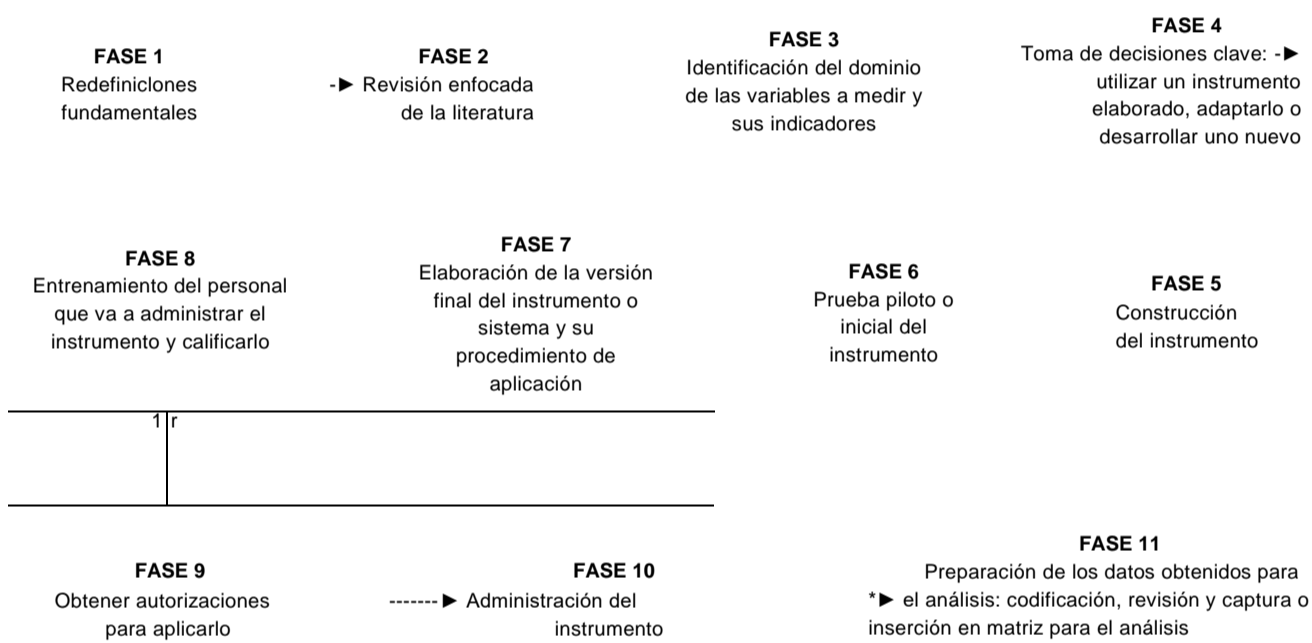 FASE 1
Redefiniclones
fundamentales
FASE 2
-► Revisión enfocada
de la literatura
FASE 3
Identificación del dominio
de las variables a medir y
sus indicadores
FASE 4
Toma de decisiones clave: -►
utilizar un instrumento
elaborado, adaptarlo o
desarrollar uno nuevo
FASE 8
Entrenamiento del personal
que va a administrar el
instrumento y calificarlo
FASE 7
Elaboración de la versión
final del instrumento o
sistema y su
procedimiento de
aplicación
FASE 6
Prueba piloto o
inicial del
instrumento
FASE 5
Construcción
del instrumento
1 r
FASE 9
Obtener autorizaciones
para aplicarlo
FASE 10
-------► Administración del
instrumento
FASE 11
Preparación de los datos obtenidos para
*► el análisis: codificación, revisión y captura o
inserción en matriz para el análisis